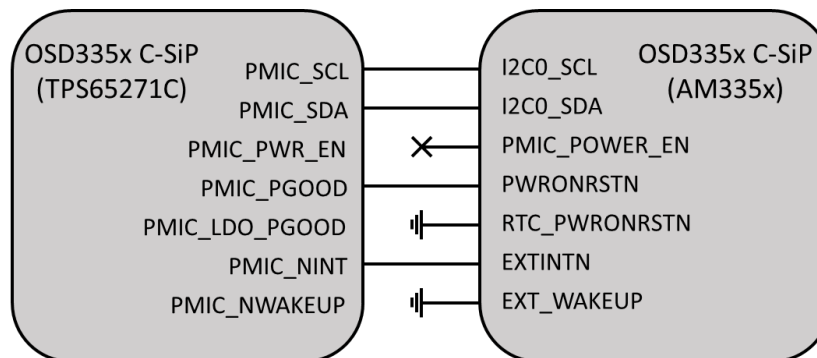 OSD335x C-SiP
(TPS65271C)
PMIC_SCL
PMIC_SDA
PMIC_PWR_EN
PMIC_PGOOD
PMIC_LDO_PGOOD
PMIC_NINT
PMIC_NWAKEUP
OSD335x C-SiP
(AM335x)
I2C0_SCL
I2C0_SDA
PMIC_POWER_EN
PWRONRSTN
RTC_PWRONRSTN
EXTINTN
EXT_WAKEUP